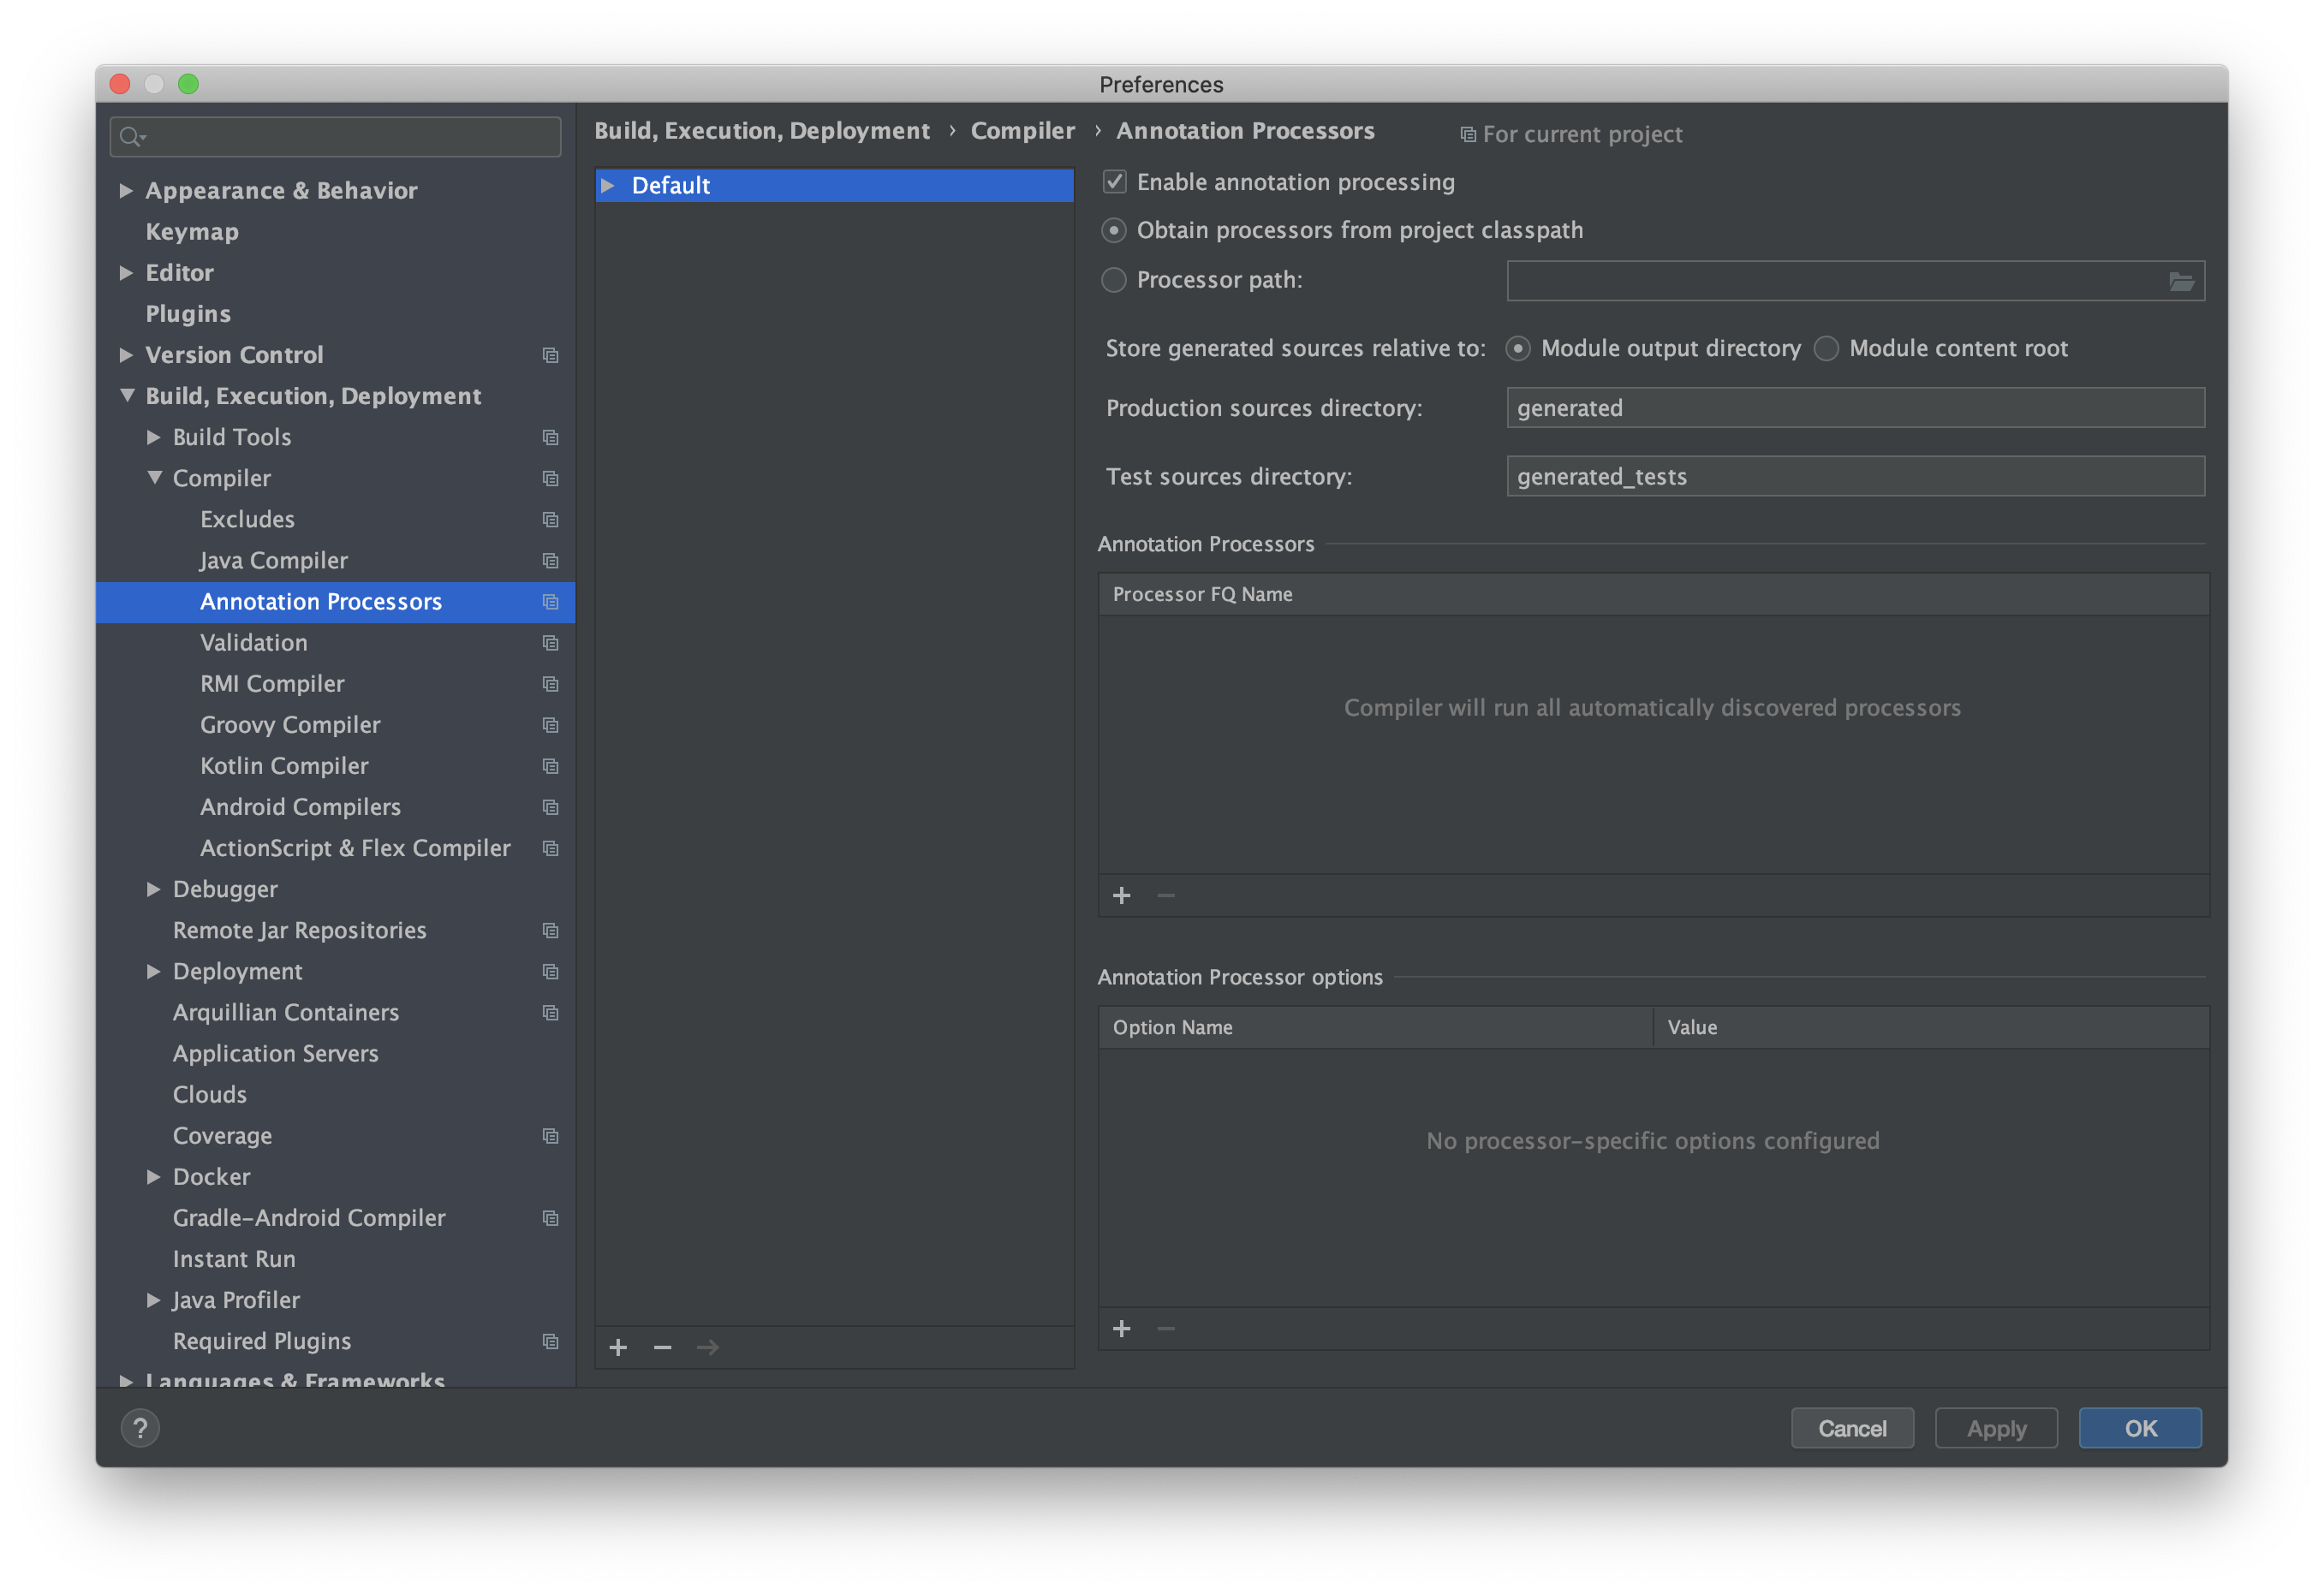 Preferences
Appearance & Behavior
Keymap
Editor
Plugins
Version Control
Build, Execution, Deployment
Build Tools
Compiler
Excludes
Java Compiler
Annotation Processors
Validation
RMI Compiler
Groovy Compiler
Kotlin Compiler
Android Compilers
ActionScript & Flex Compiler
Debugger
Remote Jar Repositories
Deployment
Arquillian Containers
Application Servers
Clouds
Coverage
Docker
Gradle-Android Compiler
Instant Run
Java Profiler
Required Plugins
Languages & Frameworks
Build, Execution, Deployment › Compiler › Annotation Processors
For current project
Default
Enable annotation processing
Obtain processors from project classpath
Processor path:
Store generated sources relative to: Module output directory Module content root
Production sources directory: generated
Test sources directory: generated_tests
Annotation Processors
Processor FQ Name
Compiler will run all automatically discovered processors
Annotation Processor options
Option Name Value
No processor-specific options configured
? Cancel Apply OK